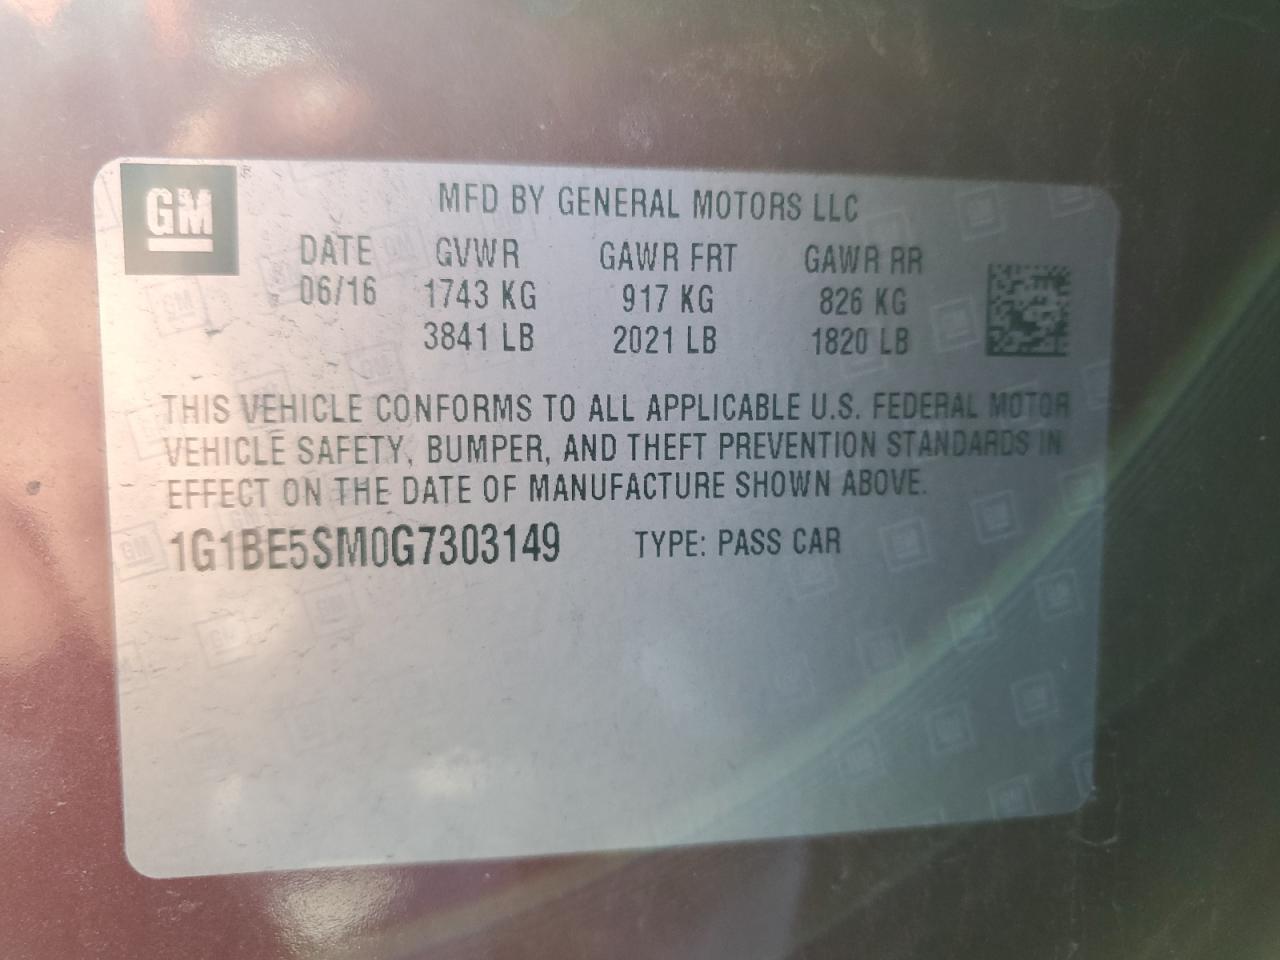 GM
MFD BY GENERAL MOTORS LLC
DATE GVWR GAWR FRT GAWR RR
06/16 1743 KG 917 KG 826 KG
3841 LB 2021 LB 1820 LB
THIS VEHICLE CONFORMS TO ALL APPLICABLE U.S. FEDERAL MOTOR
VEHICLE SAFETY, BUMPER, AND THEFT PREVENTION STANDARDS IN
EFFECT ON THE DATE OF MANUFACTURE SHOWN ABOVE.
1G1BE5SM0G7303149 TYPE: PASS CAR